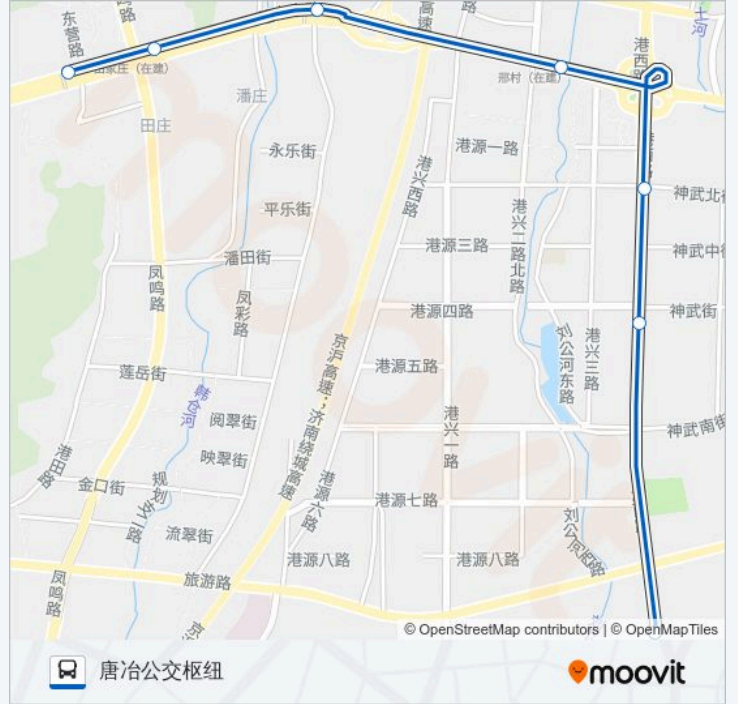 东营路
高速
路
港西路
家庄（在建）
邢村（在建）
潘庄
田庄
永乐街
港源一路
港兴西路
神武北街
平乐街
港兴二路北路
港源三路
神武中街
潘田街
凤鸣路
凤彩路
港源四路
神武街
刘公河东路
港兴三路
京沪高速；济南绕城高速
港源五路
莲岳街
韩仓河
阅翠街
港兴一路
神武南街
映翠街
港田路
金口街
规划支二路
港源六路
港源七路
流翠街
刘公河西路
港源八路
港源八路
旅游路
凤鸣路
京
© OpenStreetMap contributors | © OpenMapTiles
唐冶公交枢纽
moovit